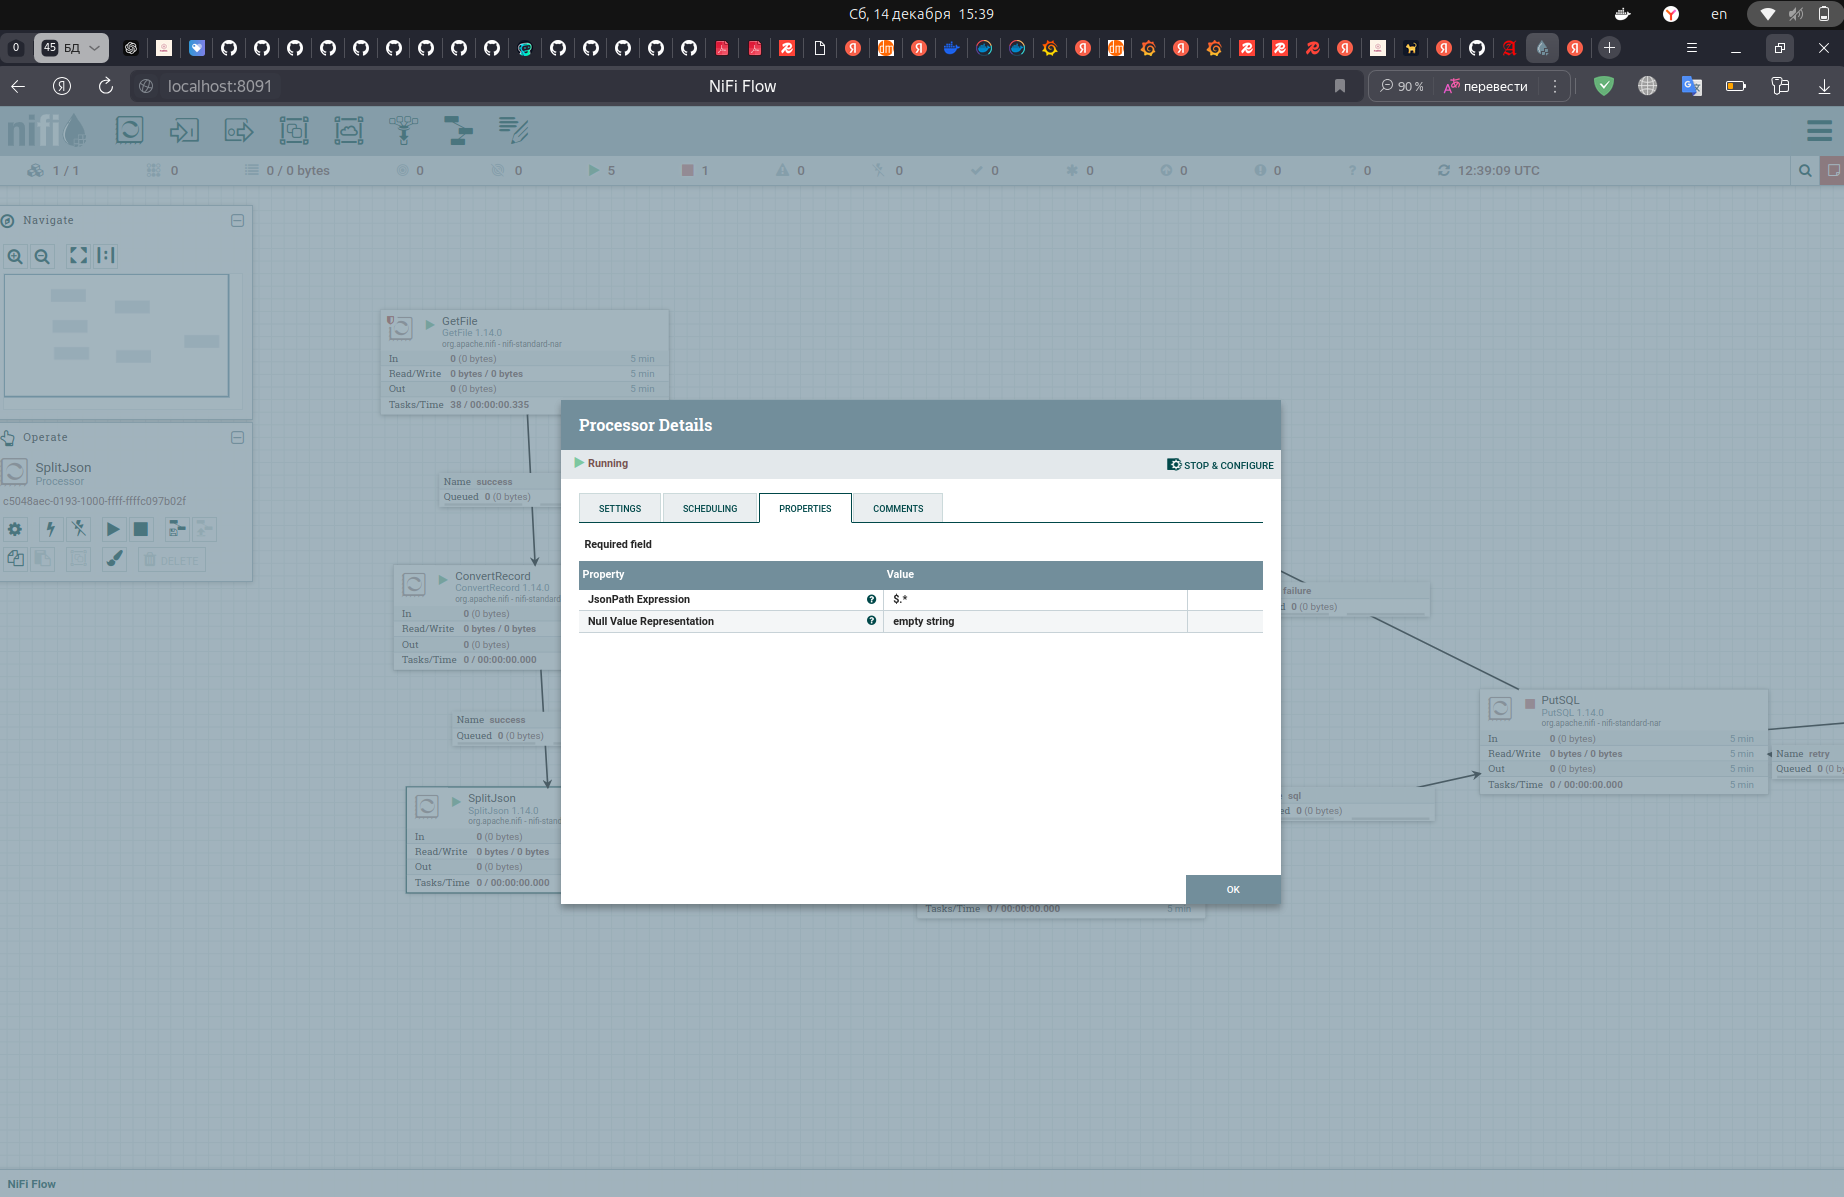 Сб, 14 декабря 15:39
en
0
45 БД
localhost:8091
NiFi Flow
90 %
перевести
nifi
1 / 1
0
0 / 0 bytes
0
0
5
1
0
0
0
0
0
0
0
12:39:09 UTC
Navigate
Operate
SplitJson
Processor
c5048aec-0193-1000-ffff-ffffc097b02f
DELETE
GetFile
GetFile 1.14.0
org.apache.nifi - nifi-standard-nar
In 0 (0 bytes) 5 min
Read/Write 0 bytes / 0 bytes 5 min
Out 0 (0 bytes) 5 min
Tasks/Time 38 / 00:00:00.335
Name success
Queued 0 (0 bytes)
ConvertRecord
ConvertRecord 1.14.0
org.apache.nifi - nifi-standard
In 0 (0 bytes)
Read/Write 0 bytes / 0 bytes
Out 0 (0 bytes)
Tasks/Time 0 / 00:00:00.000
Name success
Queued 0 (0 bytes)
SplitJson
SplitJson 1.14.0
org.apache.nifi - nifi-stand
In 0 (0 bytes)
Read/Write 0 bytes / 0 bytes
Out 0 (0 bytes)
Tasks/Time 0 / 00:00:00.000
Processor Details
Running
STOP & CONFIGURE
SETTINGS
SCHEDULING
PROPERTIES
COMMENTS
Required field
Property Value
JsonPath Expression $.*
Null Value Representation empty string
OK
failure
d 0 (0 bytes)
PutSQL
PutSQL 1.14.0
org.apache.nifi - nifi-standard-nar
In 0 (0 bytes) 5 min
Read/Write 0 bytes / 0 bytes 5 min
Out 0 (0 bytes) 5 min
Tasks/Time 0 / 00:00:00.000 5 min
Name retry
Queued 0 (0 by
sql
ed 0 (0 bytes)
Tasks/Time 0 / 00:00:00.000 5 min
NiFi Flow